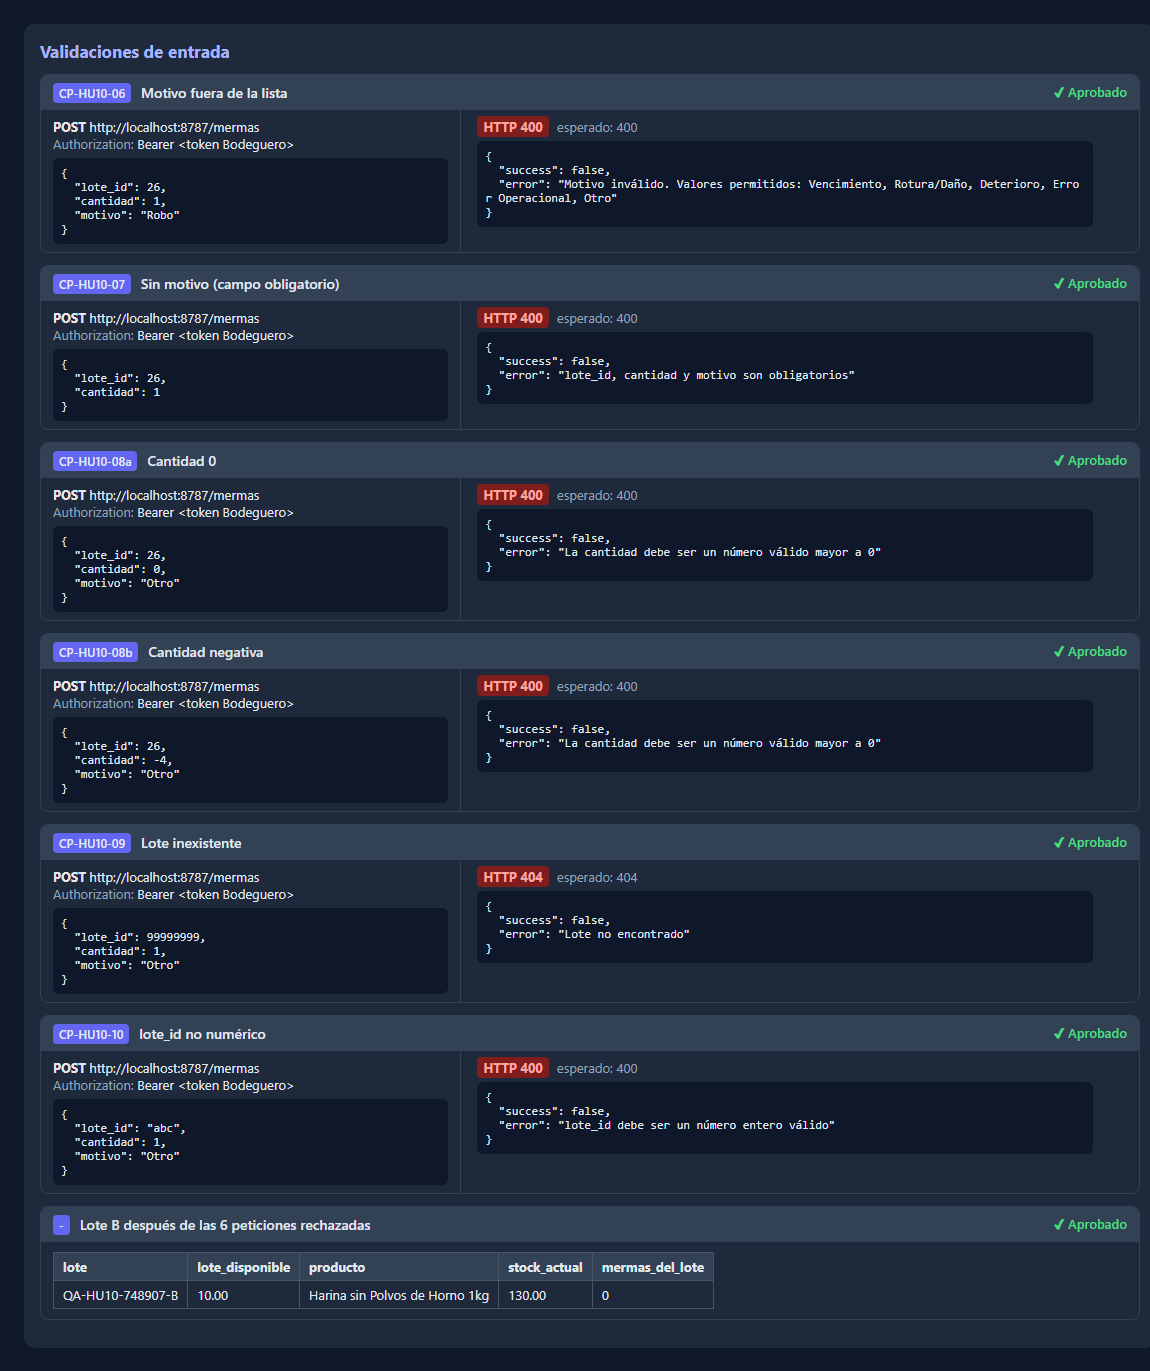 Validaciones de entrada
CP-HU10-06 Motivo fuera de la lista ✓ Aprobado
POST http://localhost:8787/mermas
Authorization: Bearer <token Bodeguero>
{
  "lote_id": 26,
  "cantidad": 1,
  "motivo": "Robo"
}
HTTP 400 esperado: 400
{
  "success": false,
  "error": "Motivo inválido. Valores permitidos: Vencimiento, Rotura/Daño, Deterioro, Erro
r Operacional, Otro"
}
CP-HU10-07 Sin motivo (campo obligatorio) ✓ Aprobado
POST http://localhost:8787/mermas
Authorization: Bearer <token Bodeguero>
{
  "lote_id": 26,
  "cantidad": 1
}
HTTP 400 esperado: 400
{
  "success": false,
  "error": "lote_id, cantidad y motivo son obligatorios"
}
CP-HU10-08a Cantidad 0 ✓ Aprobado
POST http://localhost:8787/mermas
Authorization: Bearer <token Bodeguero>
{
  "lote_id": 26,
  "cantidad": 0,
  "motivo": "Otro"
}
HTTP 400 esperado: 400
{
  "success": false,
  "error": "La cantidad debe ser un número válido mayor a 0"
}
CP-HU10-08b Cantidad negativa ✓ Aprobado
POST http://localhost:8787/mermas
Authorization: Bearer <token Bodeguero>
{
  "lote_id": 26,
  "cantidad": -4,
  "motivo": "Otro"
}
HTTP 400 esperado: 400
{
  "success": false,
  "error": "La cantidad debe ser un número válido mayor a 0"
}
CP-HU10-09 Lote inexistente ✓ Aprobado
POST http://localhost:8787/mermas
Authorization: Bearer <token Bodeguero>
{
  "lote_id": 99999999,
  "cantidad": 1,
  "motivo": "Otro"
}
HTTP 404 esperado: 404
{
  "success": false,
  "error": "Lote no encontrado"
}
CP-HU10-10 lote_id no numérico ✓ Aprobado
POST http://localhost:8787/mermas
Authorization: Bearer <token Bodeguero>
{
  "lote_id": "abc",
  "cantidad": 1,
  "motivo": "Otro"
}
HTTP 400 esperado: 400
{
  "success": false,
  "error": "lote_id debe ser un número entero válido"
}
- Lote B después de las 6 peticiones rechazadas ✓ Aprobado
lote lote_disponible producto stock_actual mermas_del_lote
QA-HU10-748907-B 10.00 Harina sin Polvos de Horno 1kg 130.00 0